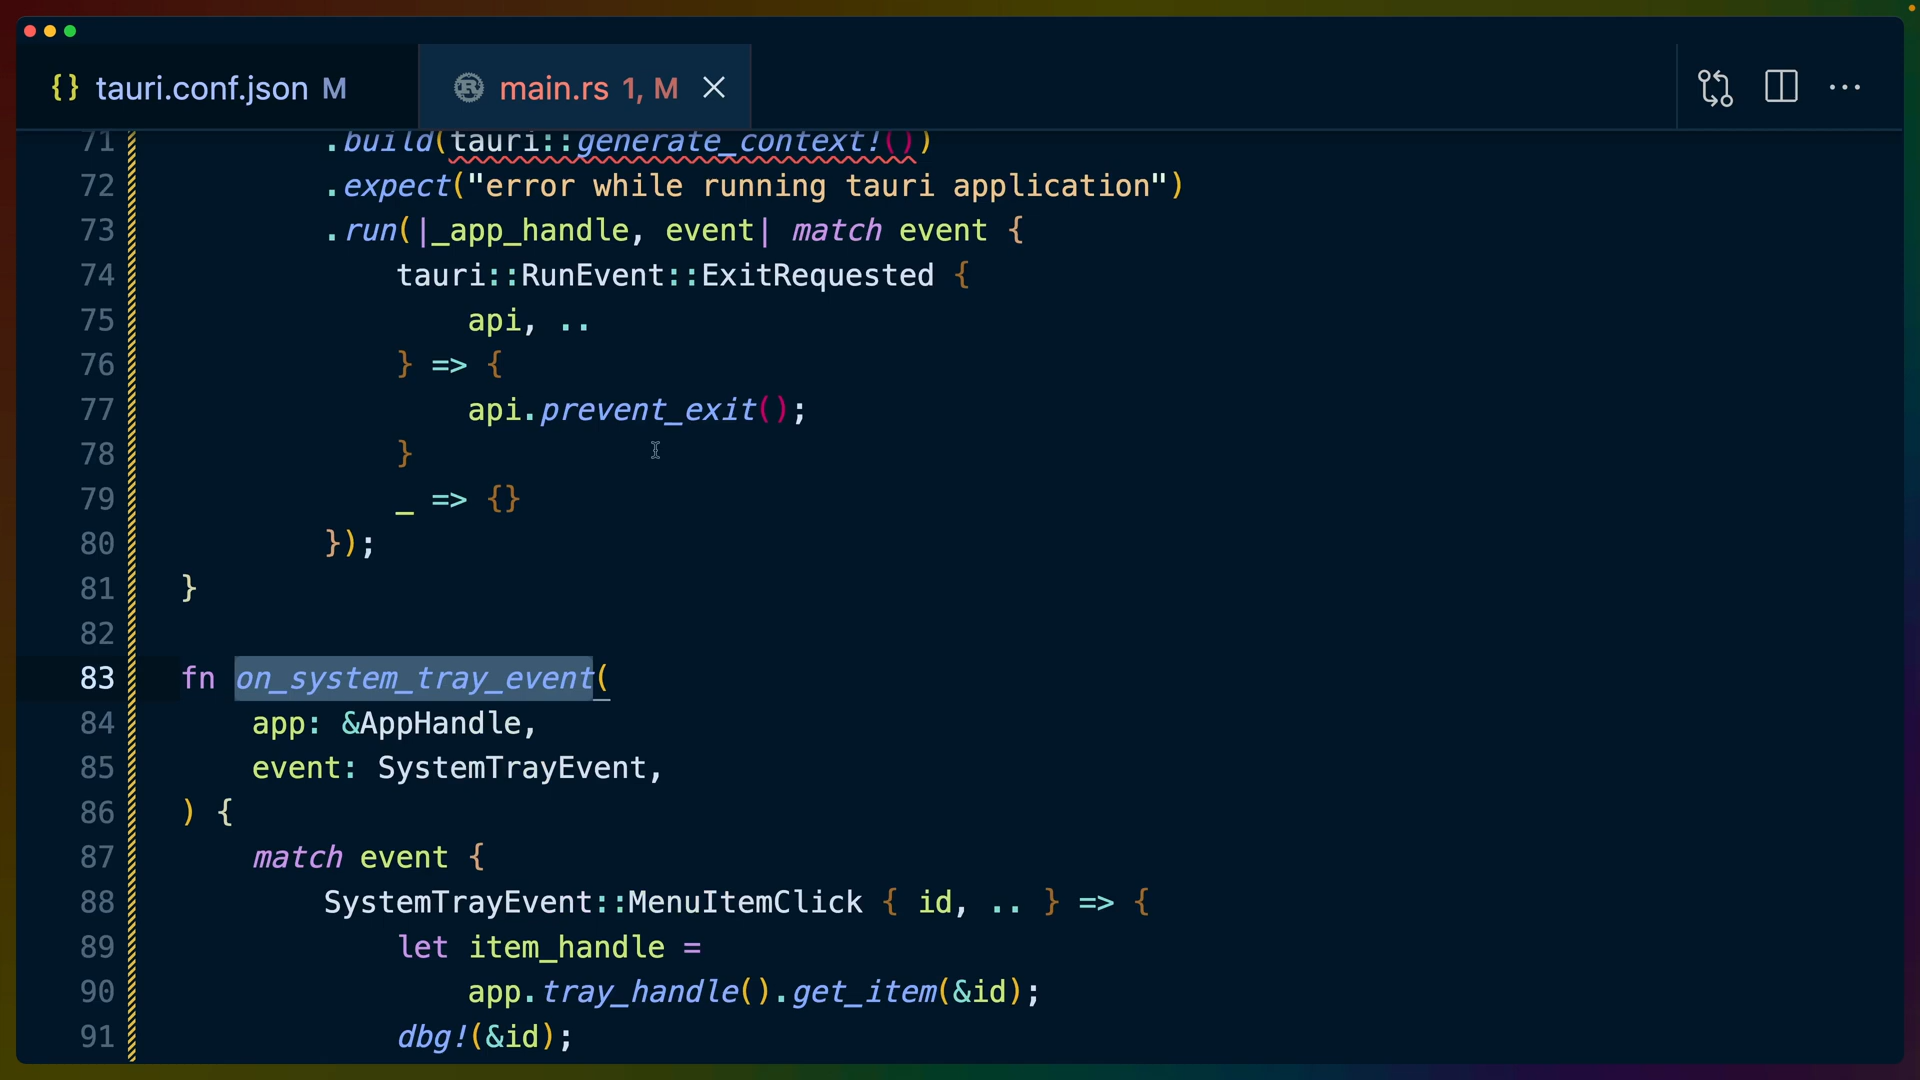 {} tauri.conf.json M
main.rs 1, M
71 .build(tauri::generate_context!())
72 .expect("error while running tauri application")
73 .run(|_app_handle, event| match event {
74 tauri::RunEvent::ExitRequested {
75 api, ..
76 } => {
77 api.prevent_exit();
78 }
79 _ => {}
80 });
81 }
82
83 fn on_system_tray_event(
84 app: &AppHandle,
85 event: SystemTrayEvent,
86 ) {
87 match event {
88 SystemTrayEvent::MenuItemClick { id, .. } => {
89 let item_handle =
90 app.tray_handle().get_item(&id);
91 dbg!(&id);